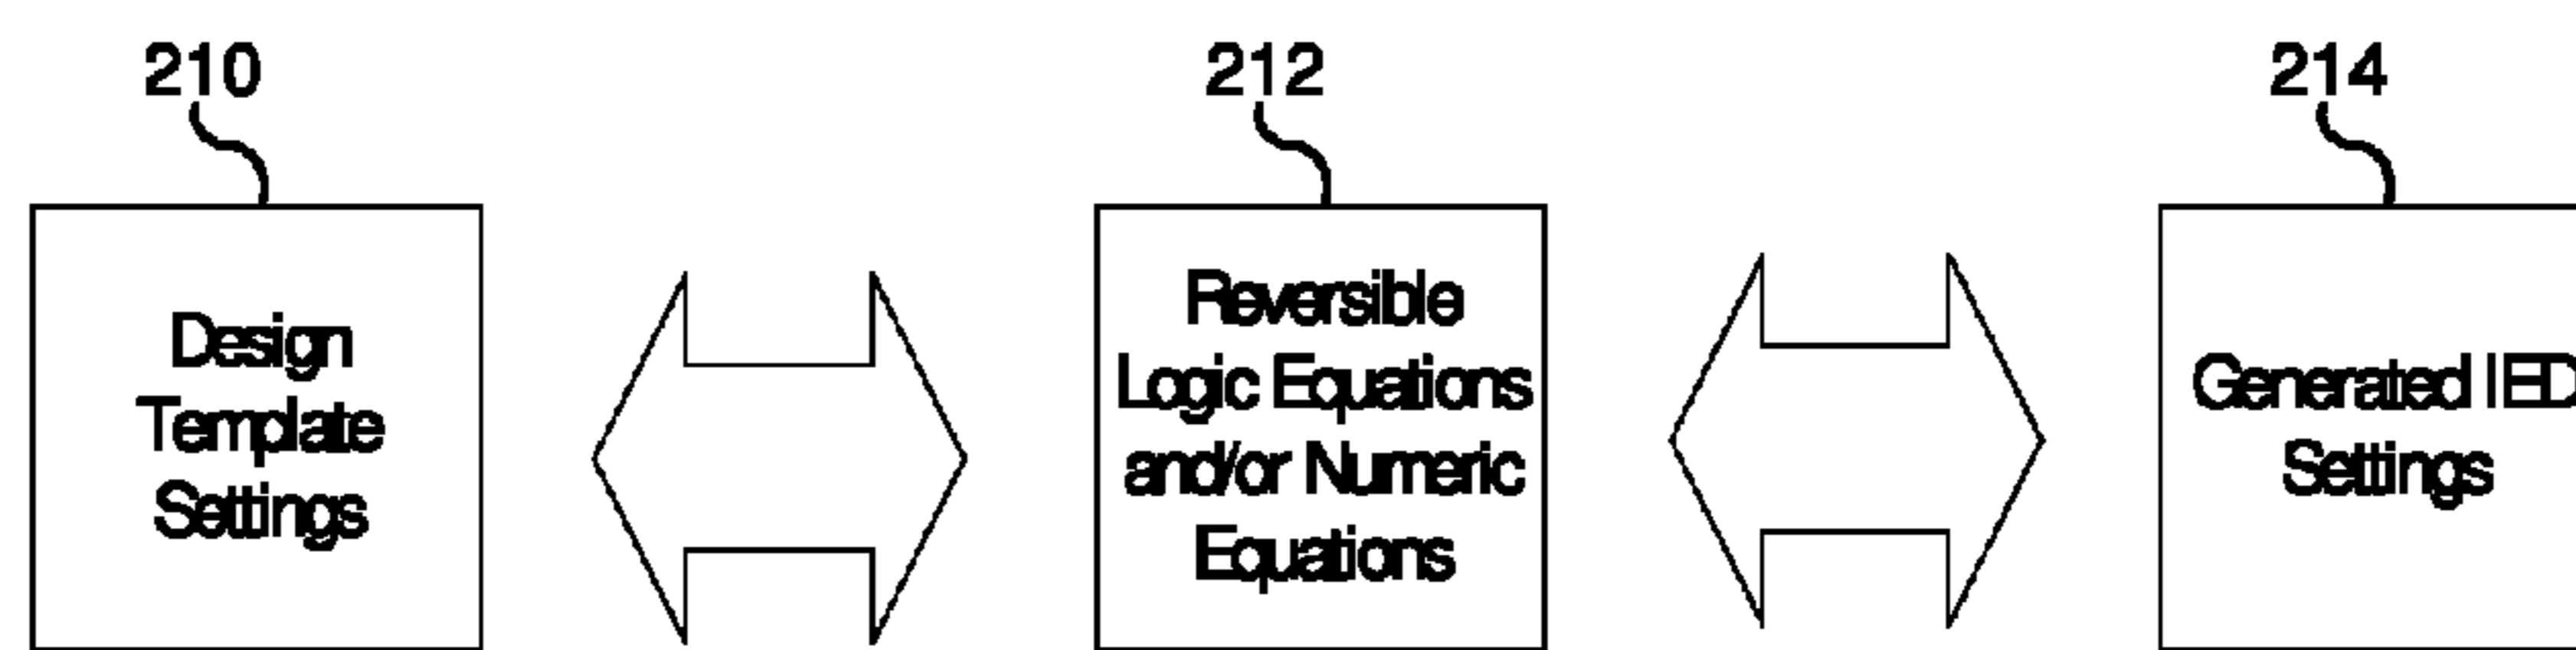 210
212
214
Design
Template
Settings
Reversible
Logic Equations
and/or Numeric
Equations
Generated IED
Settings